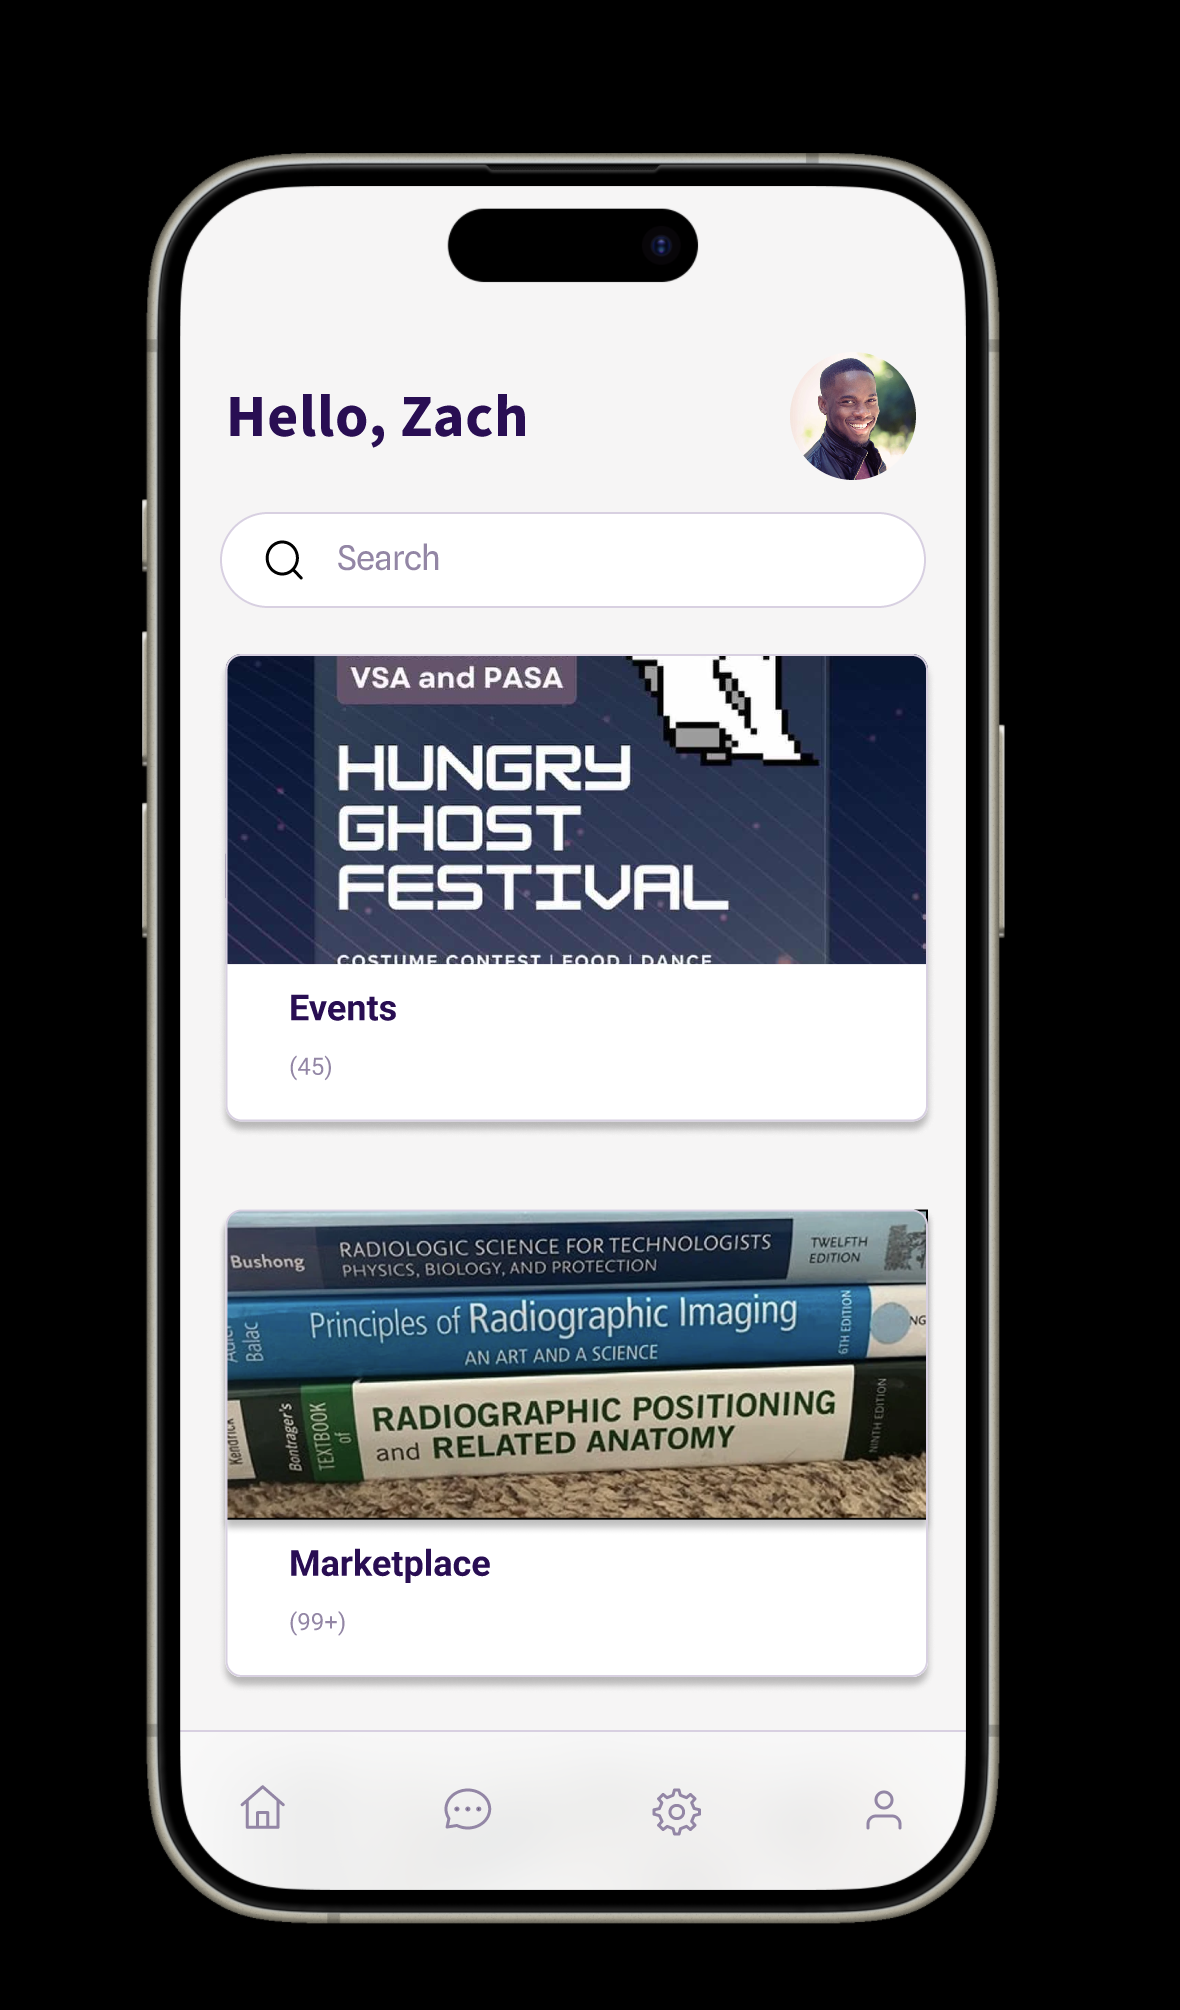 Hello, Zach
Search
VSA and PASA
HUNGRY
GHOST
FESTIVAL
COSTUME CONTEST | FOOD | DANCE
Events
(45)
Bushong
RADIOLOGIC SCIENCE FOR TECHNOLOGISTS
PHYSICS, BIOLOGY, AND PROTECTION
TWELFTH
EDITION
Adler
Balac
Principles of Radiographic Imaging
AN ART AND A SCIENCE
6TH EDITION
NG
Kendrick
Bontrager's
TEXTBOOK
of
RADIOGRAPHIC POSITIONING
and RELATED ANATOMY
NINTH EDITION
Marketplace
(99+)